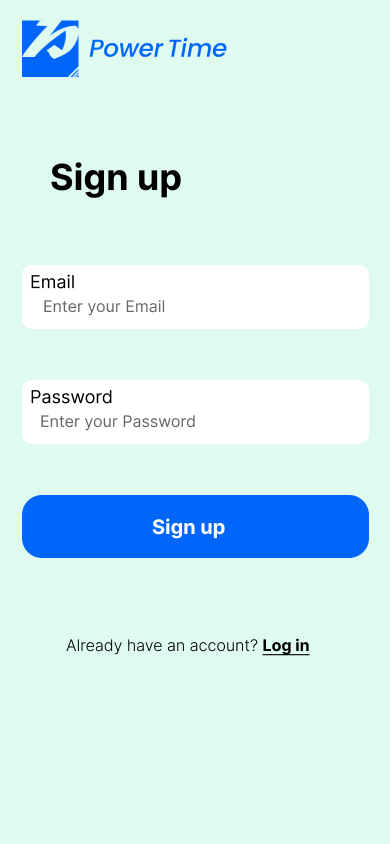 Power Time
Sign up
Email
Enter your Email
Password
Enter your Password
Sign up
Already have an account? Log in